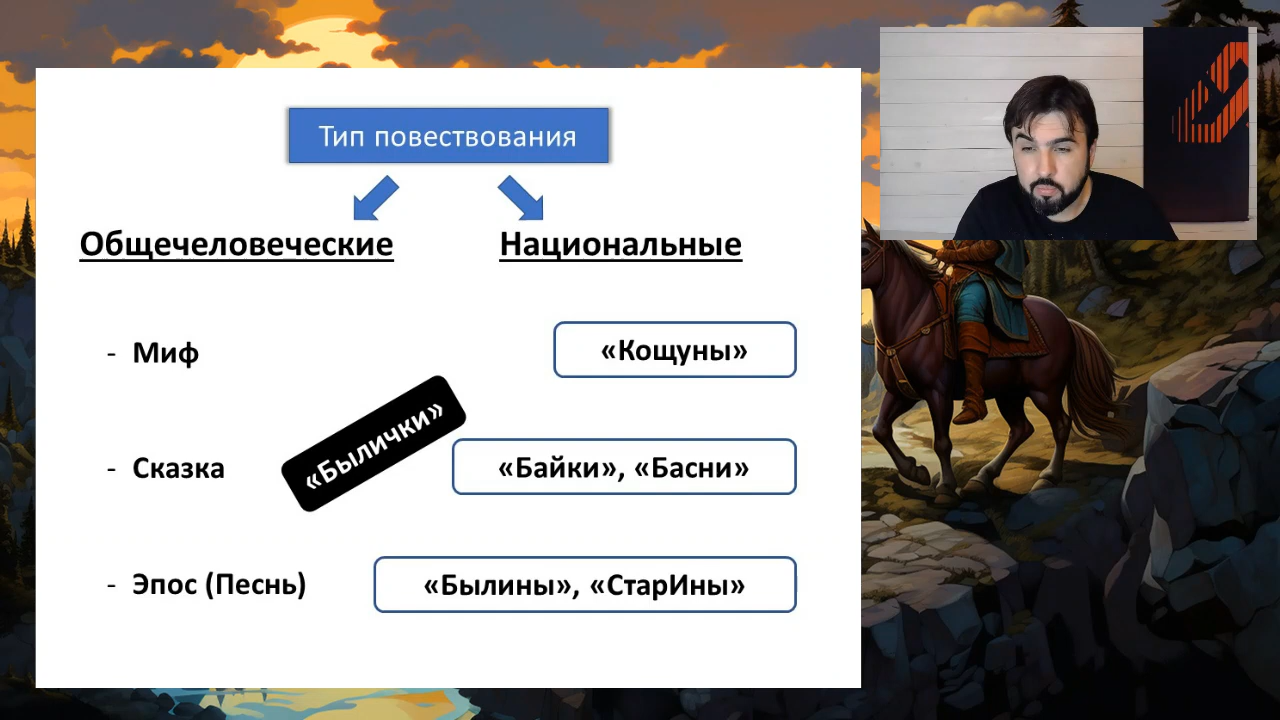 Тип повествования
Общечеловеческие
Национальные
- Миф
«Кощуны»
«Былички»
- Сказка
«Байки», «Басни»
- Эпос (Песнь)
«Былины», «СтарИны»